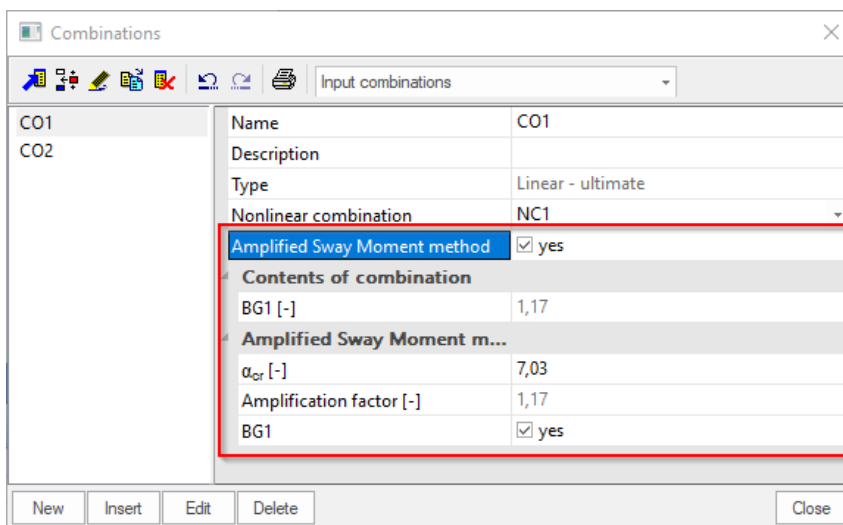 Combinations
Input combinations
CO1
CO2
Name CO1
Description
Type Linear - ultimate
Nonlinear combination NC1
Amplified Sway Moment method yes
Contents of combination
BG1 [-] 1,17
Amplified Sway Moment m...
αcr [-] 7,03
Amplification factor [-] 1,17
BG1 yes
New Insert Edit Delete Close